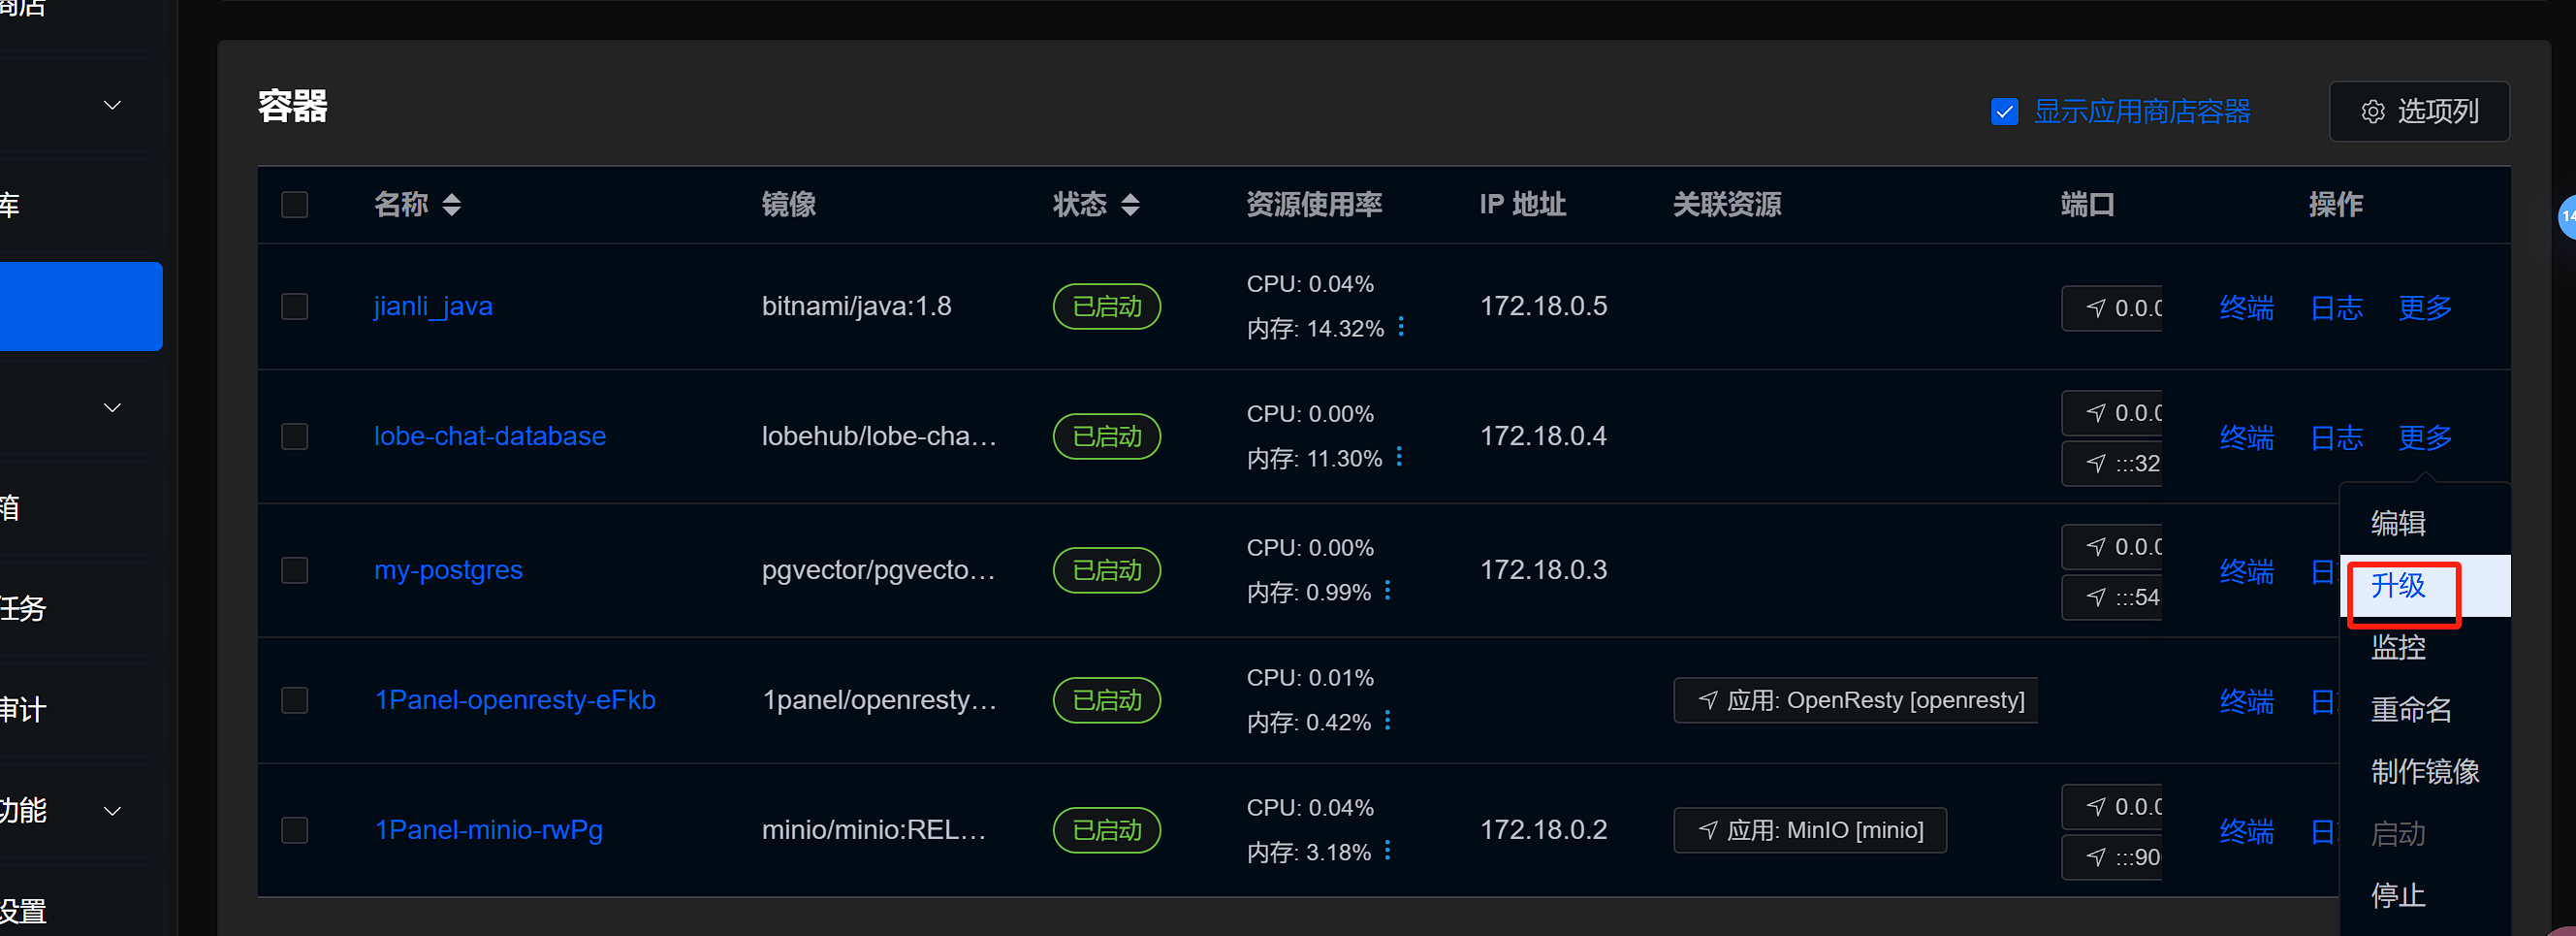 商店
容器
显示应用商店容器
选项列
名称 镜像 状态 资源使用率 IP 地址 关联资源 端口 操作
库
14
jianli_java bitnami/java:1.8 已启动 CPU: 0.04% 内存: 14.32% 172.18.0.5 0.0.0 终端 日志 更多
lobe-chat-database lobehub/lobe-cha… 已启动 CPU: 0.00% 内存: 11.30% 172.18.0.4 0.0.0 :::32 终端 日志 更多
箱
my-postgres pgvector/pgvecto… 已启动 CPU: 0.00% 内存: 0.99% 172.18.0.3 0.0.0 :::54 终端 日
任务
1Panel-openresty-eFkb 1panel/openresty… 已启动 CPU: 0.01% 内存: 0.42% 应用: OpenResty [openresty] 终端 日
审计
1Panel-minio-rwPg minio/minio:REL… 已启动 CPU: 0.04% 内存: 3.18% 172.18.0.2 应用: MinIO [minio] 0.0.0 :::90 终端 日
功能
设置
编辑
升级
监控
重命名
制作镜像
启动
停止